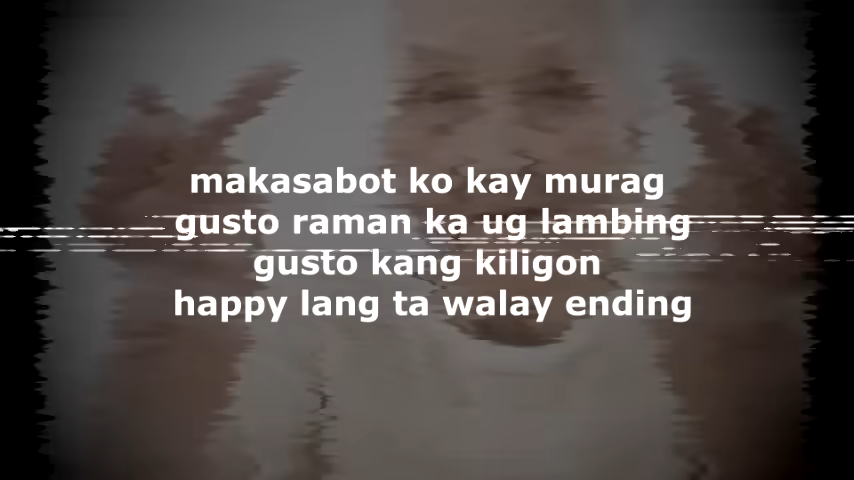 makasabot ko kay murag
gusto raman ka ug lambing
gusto kang kiligon
happy lang ta walay ending